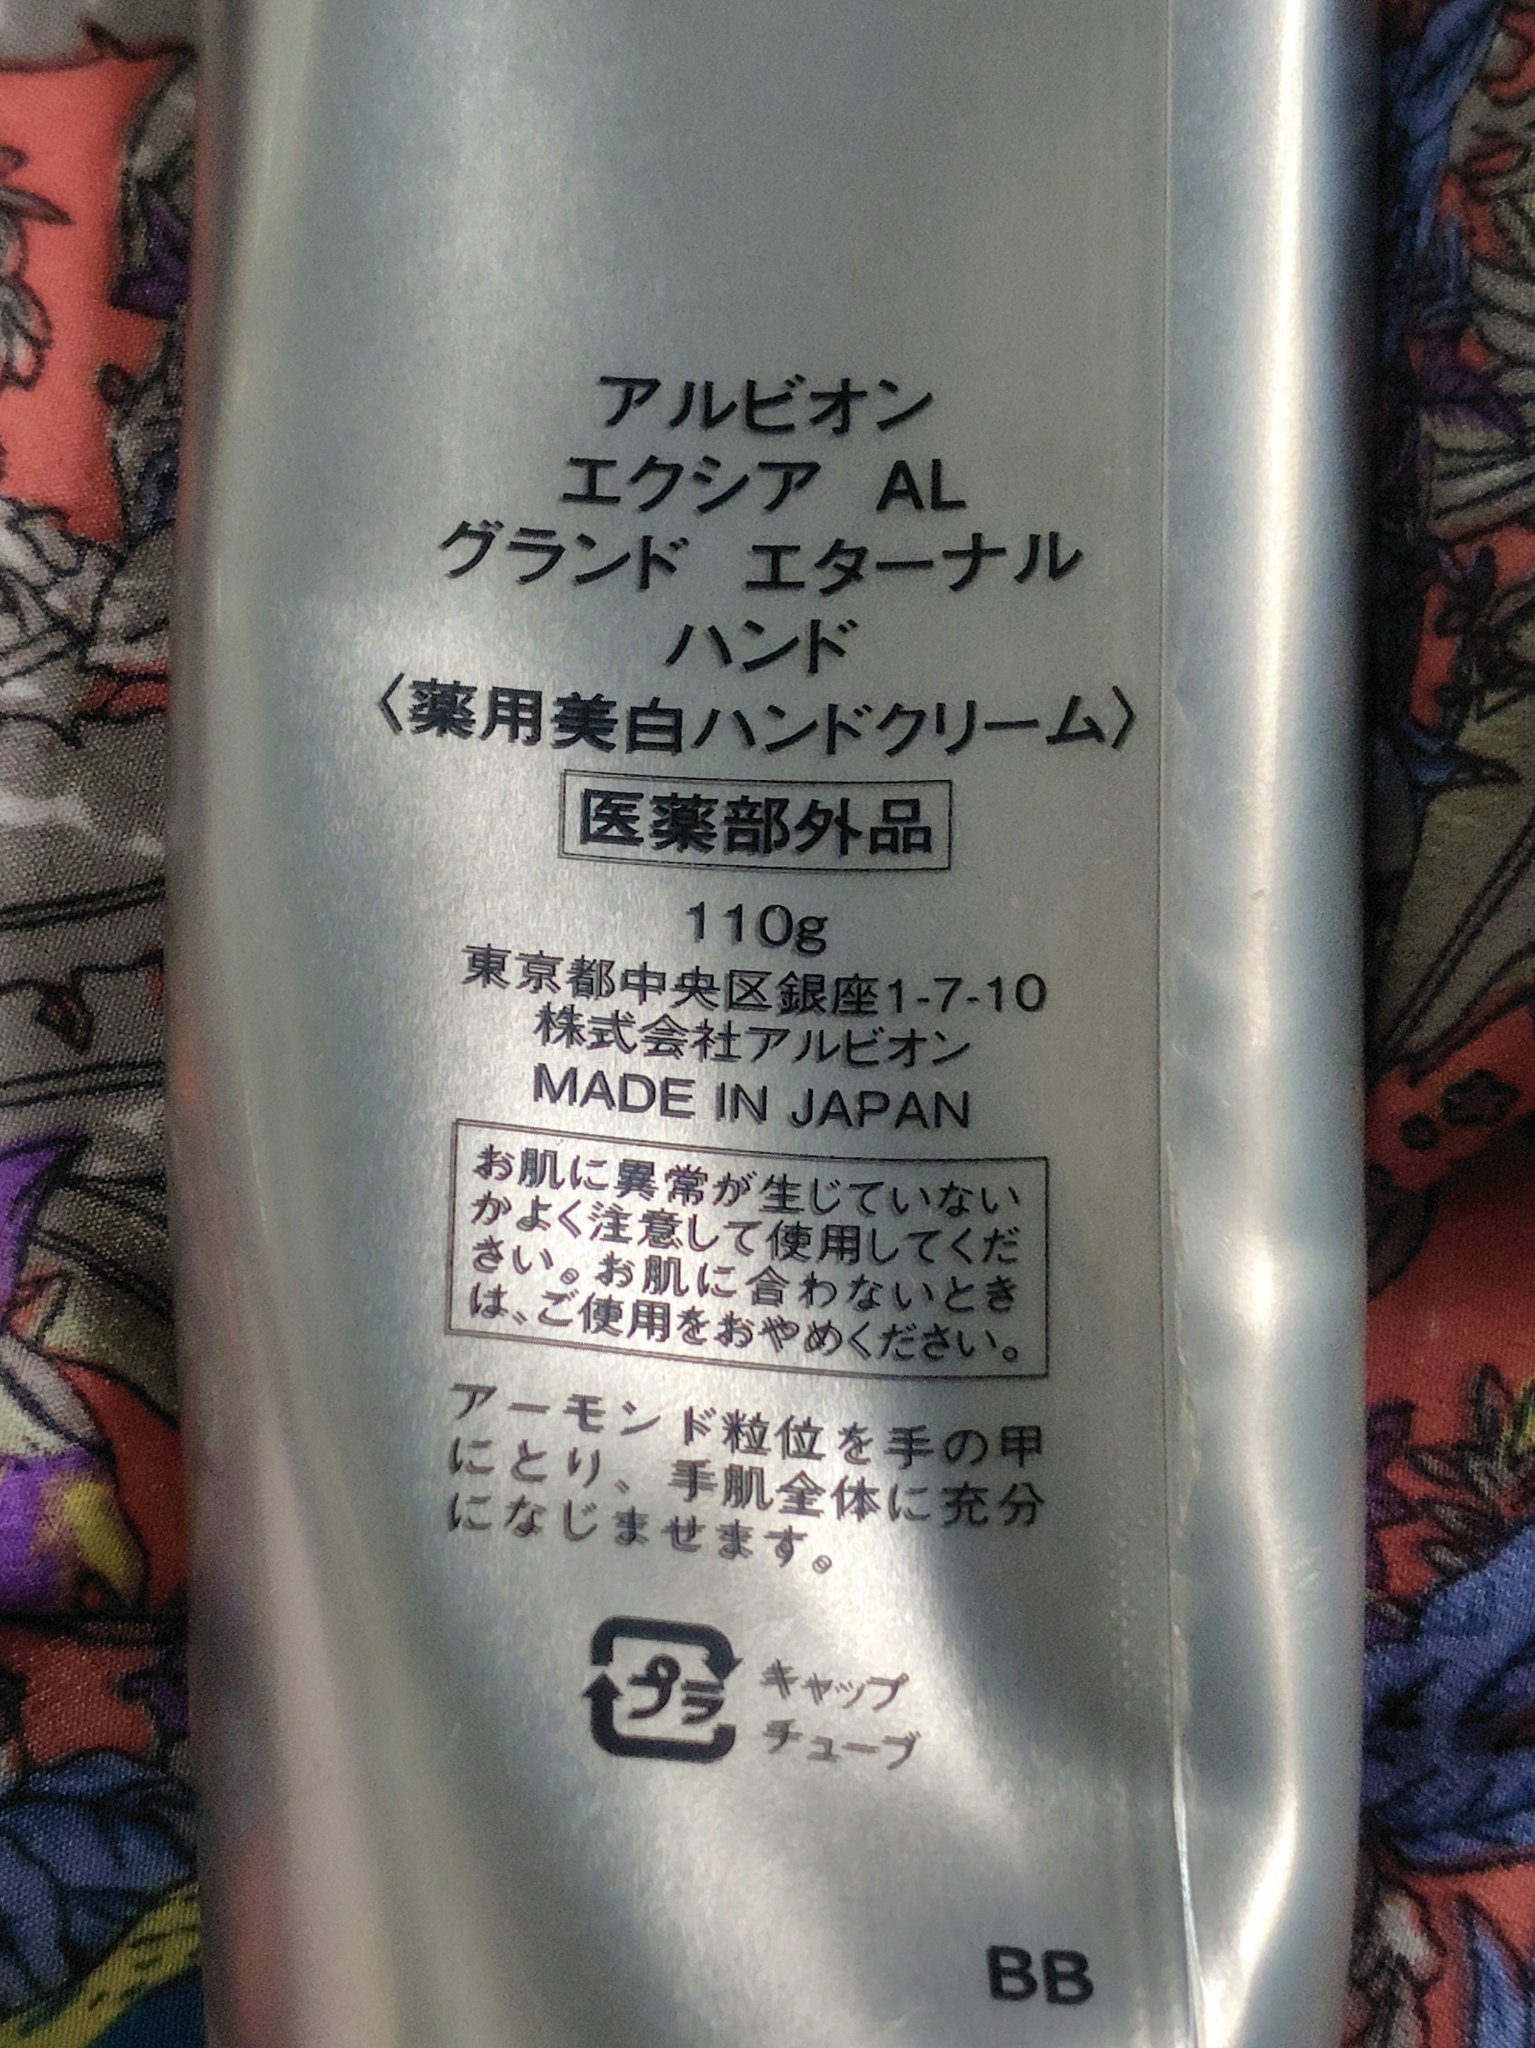 アルビオン
エクシア AL
グランド エターナル
ハンド
〈薬用美白ハンドクリーム〉
医薬部外品
110g
東京都中央区銀座1-7-10
株式会社アルビオン
MADE IN JAPAN
お肌に異常が生じていない
かよく注意して使用してくだ
さい。お肌に合わないとき
は、ご使用をおやめください。
アーモンド粒位を手の甲
にとり、手肌全体に充分
になじませます。
プラ
キャップ
チューブ
BB